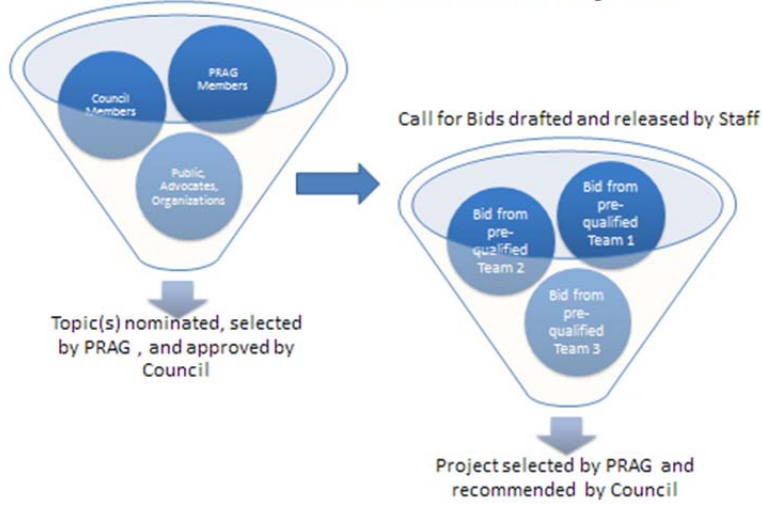 PRAG
Members
Council
Members
Public,
Advocates,
Organizations
Topic(s) nominated, selected
by PRAG , and approved by
Council
Call for Bids drafted and released by Staff
Bid from
pre-
qualified
Team 1
Bid from
pre-
qualified
Team 2
Bid from
pre-
qualified
Team 3
Project selected by PRAG and
recommended by Council